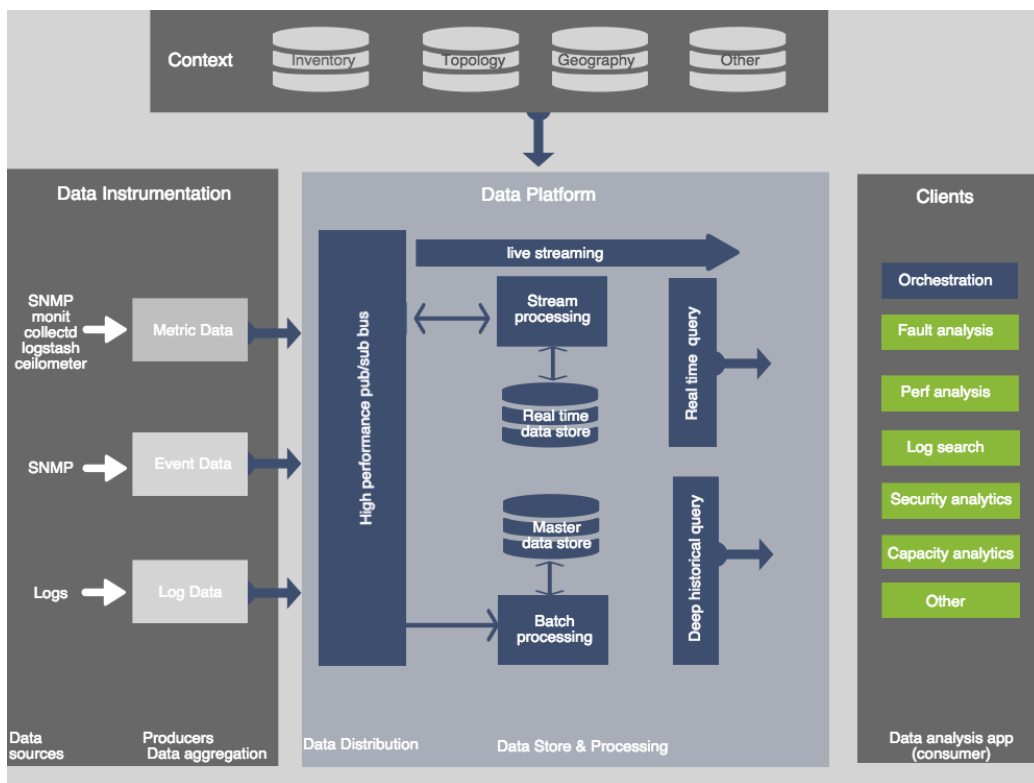 Context
Inventory
Topology
Geography
Other
Data Instrumentation
SNMP
monit
collectd
logstash
ceilometer
Metric Data
SNMP
Event Data
Logs
Log Data
Data
sources
Producers
Data aggregation
Data Platform
High performance pub/sub bus
live streaming
Stream
processing
Real time
data store
Master
data store
Batch
processing
Real time query
Deep historical query
Data Distribution
Data Store & Processing
Clients
Orchestration
Fault analysis
Perf analysis
Log search
Security analytics
Capacity analytics
Other
Data analysis app
(consumer)